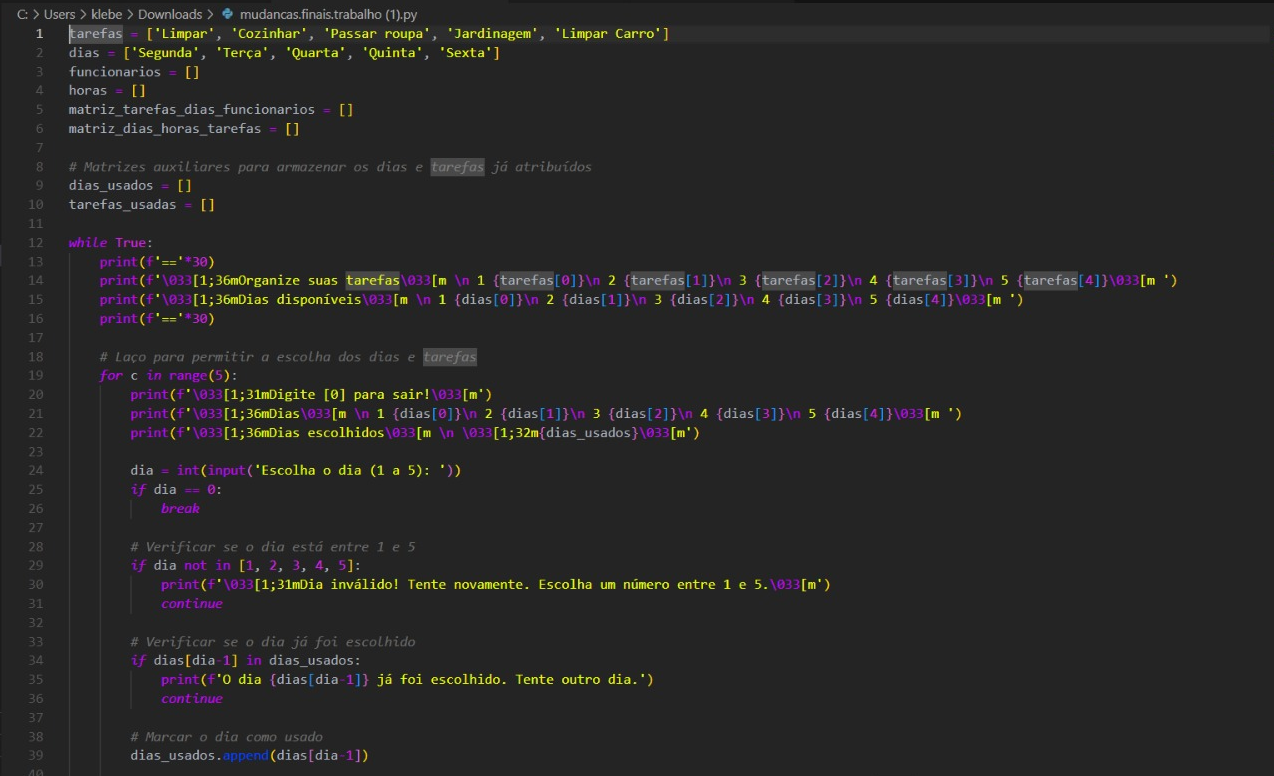 C: > Users > klebe > Downloads > mudancas.finais.trabalho (1).py
1 tarefas = ['Limpar', 'Cozinhar', 'Passar roupa', 'Jardinagem', 'Limpar Carro']
2 dias = ['Segunda', 'Terça', 'Quarta', 'Quinta', 'Sexta']
3 funcionarios = []
4 horas = []
5 matriz_tarefas_dias_funcionarios = []
6 matriz_dias_horas_tarefas = []
7
8 # Matrizes auxiliares para armazenar os dias e tarefas já atribuídos
9 dias_usados = []
10 tarefas_usadas = []
11
12 while True:
13     print(f'=='*30)
14     print(f'\033[1;36mOrganize suas tarefas\033[m \n 1 {tarefas[0]}\n 2 {tarefas[1]}\n 3 {tarefas[2]}\n 4 {tarefas[3]}\n 5 {tarefas[4]}\033[m ')
15     print(f'\033[1;36mDias disponíveis\033[m \n 1 {dias[0]}\n 2 {dias[1]}\n 3 {dias[2]}\n 4 {dias[3]}\n 5 {dias[4]}\033[m ')
16     print(f'=='*30)
17
18     # Laço para permitir a escolha dos dias e tarefas
19     for c in range(5):
20         print(f'\033[1;31mDigite [0] para sair!\033[m')
21         print(f'\033[1;36mDias\033[m \n 1 {dias[0]}\n 2 {dias[1]}\n 3 {dias[2]}\n 4 {dias[3]}\n 5 {dias[4]}\033[m ')
22         print(f'\033[1;36mDias escolhidos\033[m \n \033[1;32m{dias_usados}\033[m')
23
24         dia = int(input('Escolha o dia (1 a 5): '))
25         if dia == 0:
26             break
27
28         # Verificar se o dia está entre 1 e 5
29         if dia not in [1, 2, 3, 4, 5]:
30             print(f'\033[1;31mDia inválido! Tente novamente. Escolha um número entre 1 e 5.\033[m')
31             continue
32
33         # Verificar se o dia já foi escolhido
34         if dias[dia-1] in dias_usados:
35             print(f'O dia {dias[dia-1]} já foi escolhido. Tente outro dia.')
36             continue
37
38         # Marcar o dia como usado
39         dias_usados.append(dias[dia-1])
40